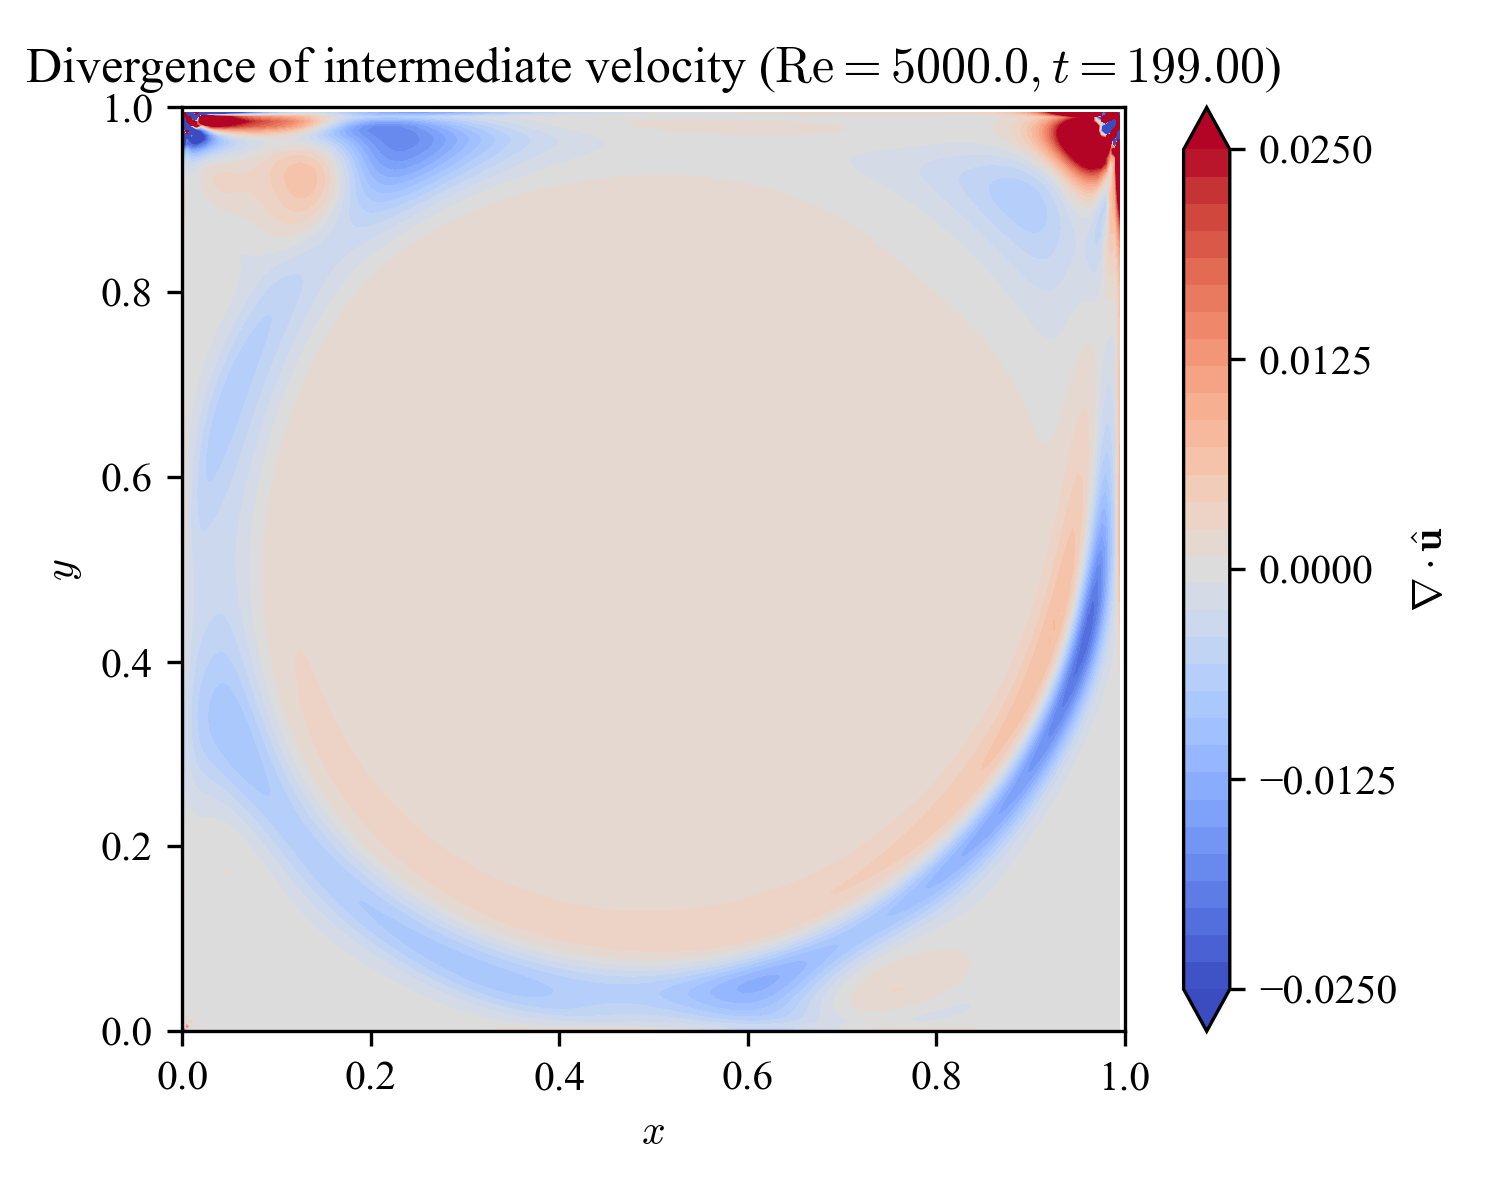 Divergence of intermediate velocity (Re = 5000.0, t = 199.00)
1.0
0.8
0.6
0.4
0.2
0.0
y
0.0 0.2 0.4 0.6 0.8 1.0
x
0.0250
0.0125
0.0000
−0.0125
−0.0250
∇ · û